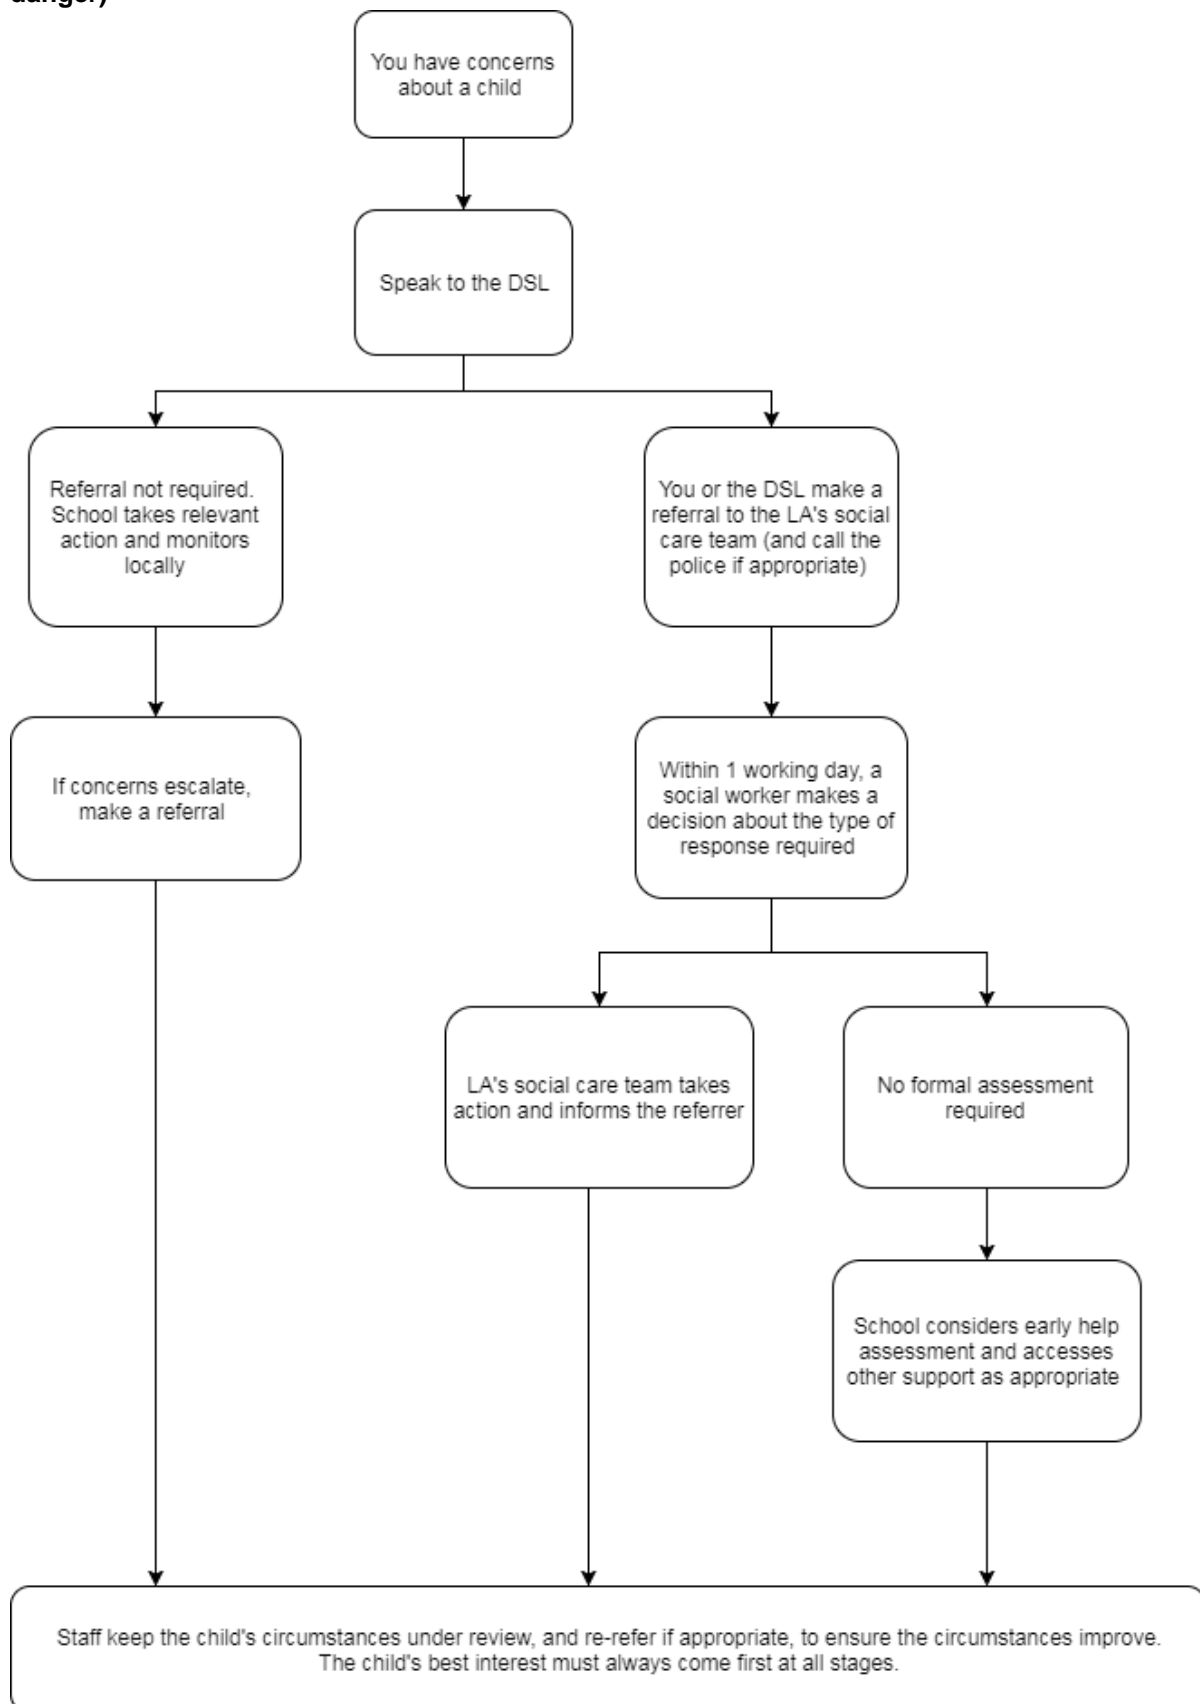 danger)
You have concerns
about a child
Speak to the DSL
Referral not required.
School takes relevant
action and monitors
locally
You or the DSL make a
referral to the LA's social
care team (and call the
police if appropriate)
If concerns escalate,
make a referral
Within 1 working day, a
social worker makes a
decision about the type of
response required
LA's social care team takes
action and informs the referrer
No formal assessment
required
School considers early help
assessment and accesses
other support as appropriate
Staff keep the child's circumstances under review, and re-refer if appropriate, to ensure the circumstances improve.
The child's best interest must always come first at all stages.